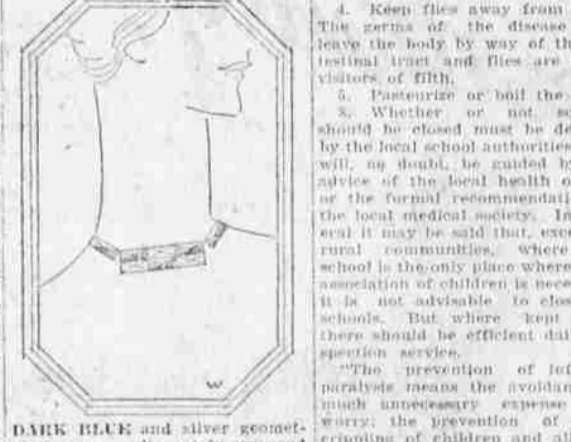 W
DARK BLUE and silver geomet-
4. Keep flies away from
The germs of the disease
leave the body by way of th
testinal tract and flies are
visitors of filth.
5. Pasteurize or boil the
Whether or not
should be closed must be de
by the local school authorities
will, no doubt, be guided b
advice of the local health o
or the formal recommendati
the local medical society. In
eral it may be said that, exce
rural communities, where
school is the only place where
association of children is nece
it is not advisable to clos
schools. But where kept
there should be efficient dail
spection service.
"The prevention of inf
paralysis means the avoidan
much unnecessary expense
worry; the prevention of
crippling of children and